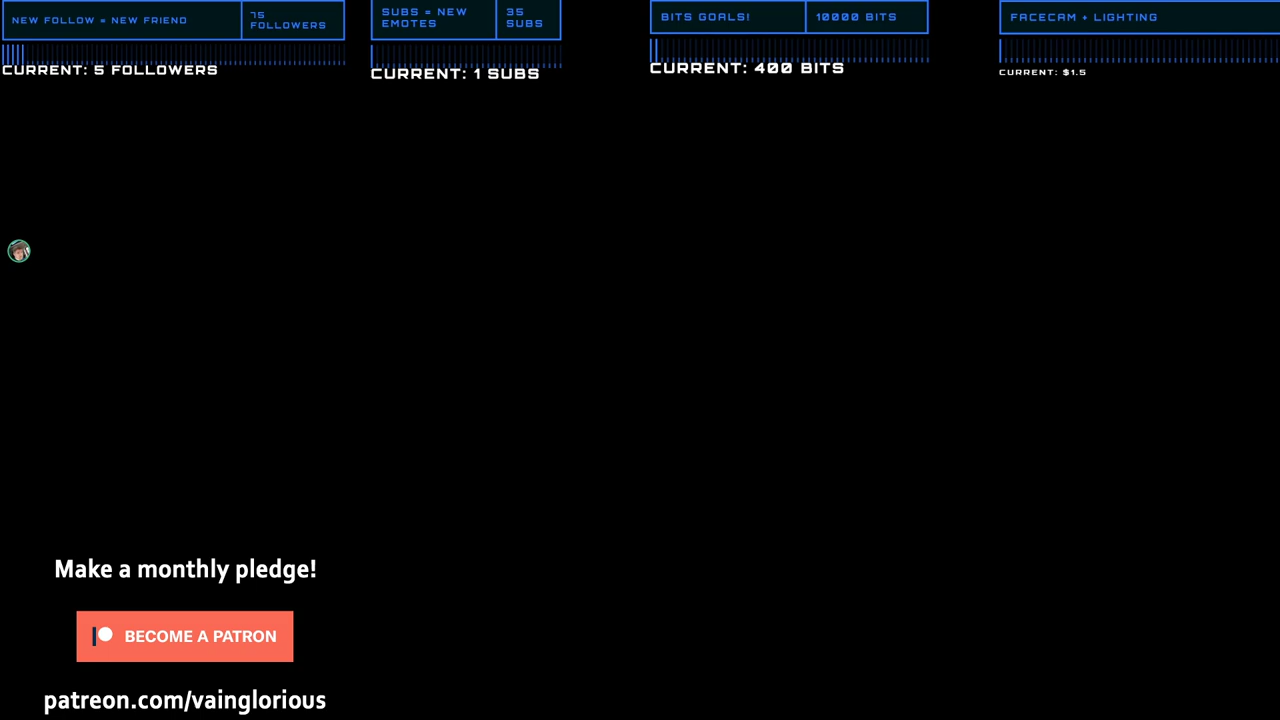 NEW FOLLOW = NEW FRIEND
75
FOLLOWERS
CURRENT: 5 FOLLOWERS
SUBS = NEW
EMOTES
35
SUBS
CURRENT: 1 SUBS
BITS GOALS!
10000 BITS
CURRENT: 400 BITS
FACECAM + LIGHTING
CURRENT: $1.5
Make a monthly pledge!
BECOME A PATRON
patreon.com/vainglorious